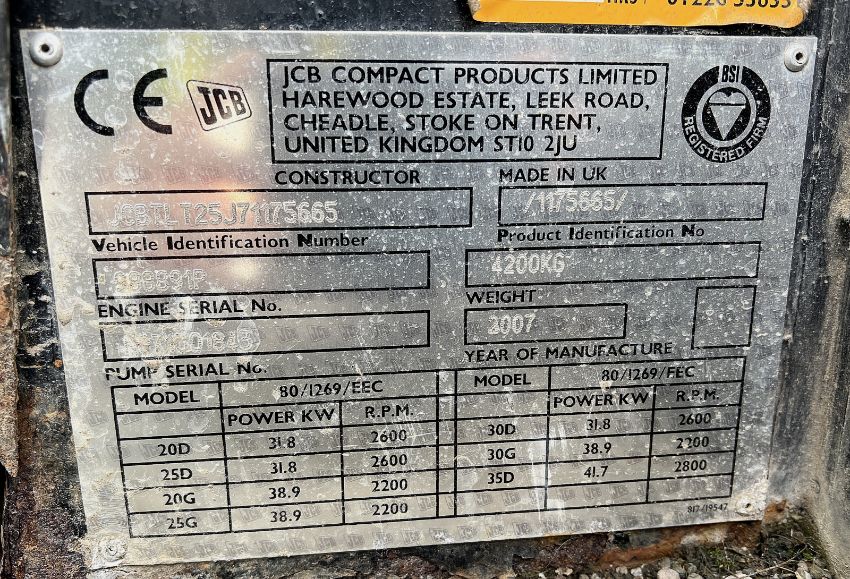 CE JCB
JCB COMPACT PRODUCTS LIMITED
HAREWOOD ESTATE, LEEK ROAD,
CHEADLE, STOKE ON TRENT,
UNITED KINGDOM ST10 2JU
BSI
REGISTERED FIRM
CONSTRUCTOR MADE IN UK
JCBTLT25J71175665 /1175665/
Vehicle Identification Number Product Identification No
4200KG
ENGINE SERIAL No. WEIGHT
2007
PUMP SERIAL No. YEAR OF MANUFACTURE
MODEL 80/1269/EEC MODEL 80/1269/EEC
POWER KW R.P.M. POWER KW R.P.M.
20D 31.8 2600 30D 31.8 2600
25D 31.8 2600 30G 38.9 2200
20G 38.9 2200 35D 41.7 2800
25G 38.9 2200
817/19547